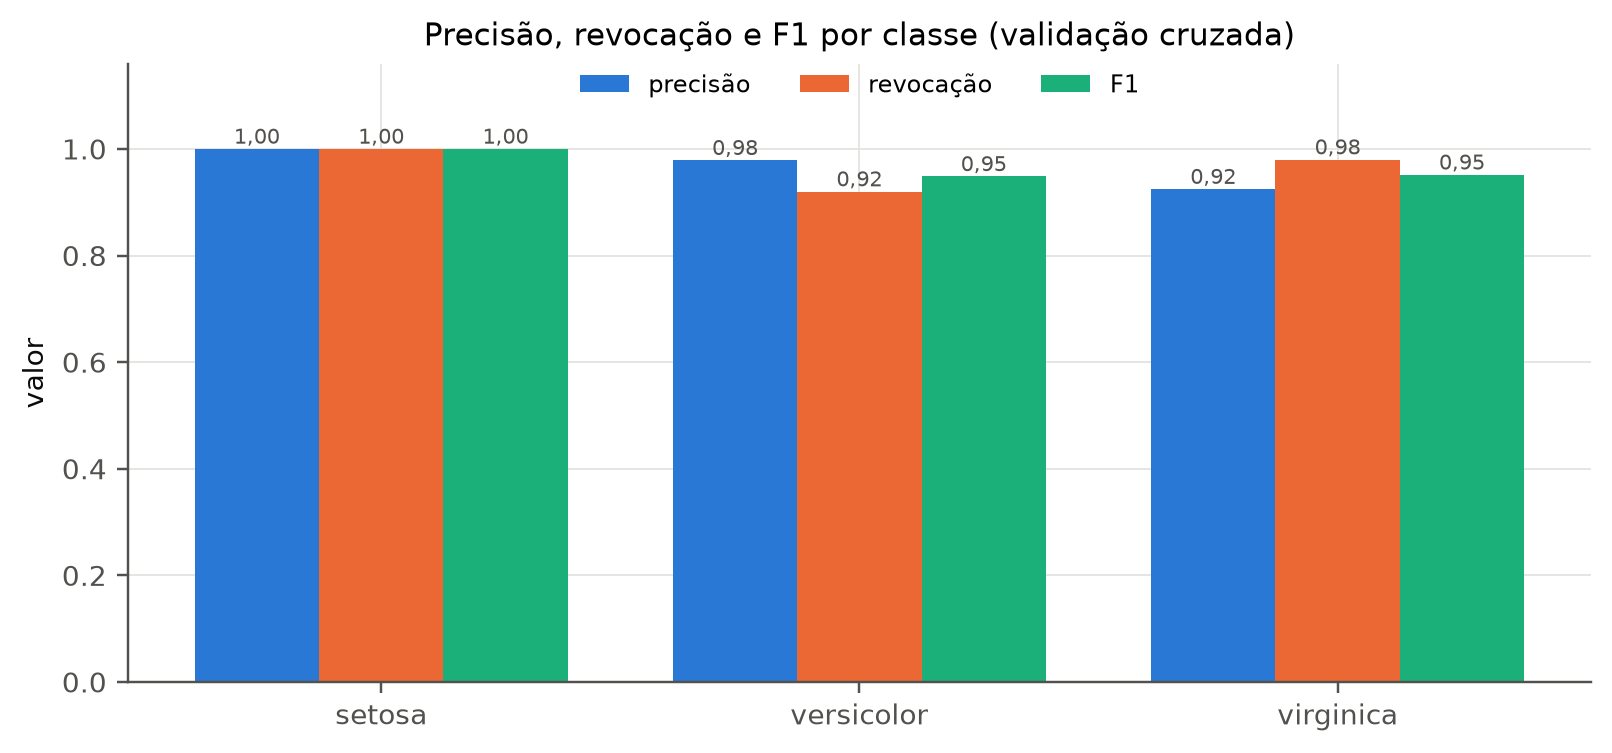 Precisão, revocação e F1 por classe (validação cruzada)
precisão revocação F1
1,00 1,00 1,00 0,98 0,92 0,95 0,92 0,98 0,95
1.0
0.8
0.6
0.4
0.2
0.0
valor
setosa versicolor virginica